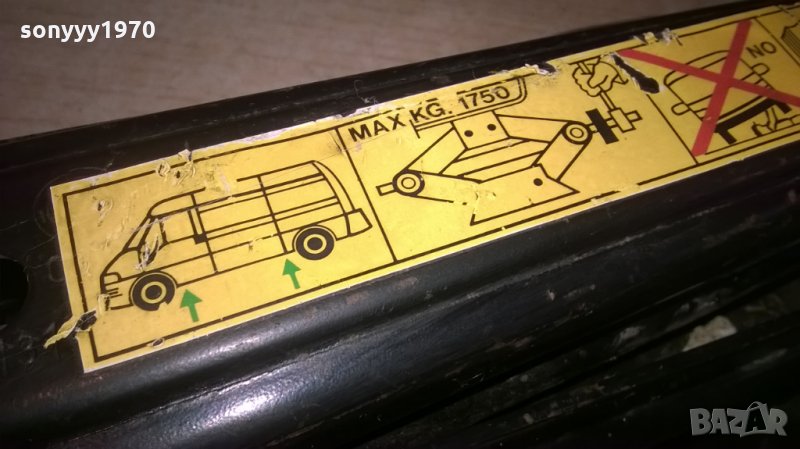 sonyyy1970
MAX KG. 1750
NO
BAZAR